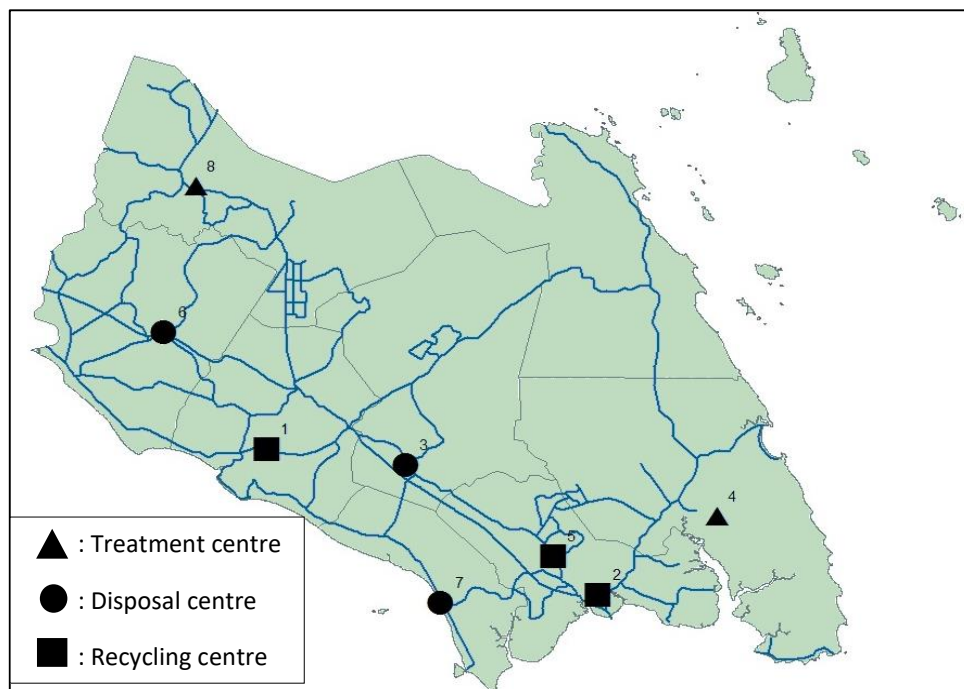 8
6
1
3
4
5
2
7
: Treatment centre
: Disposal centre
: Recycling centre